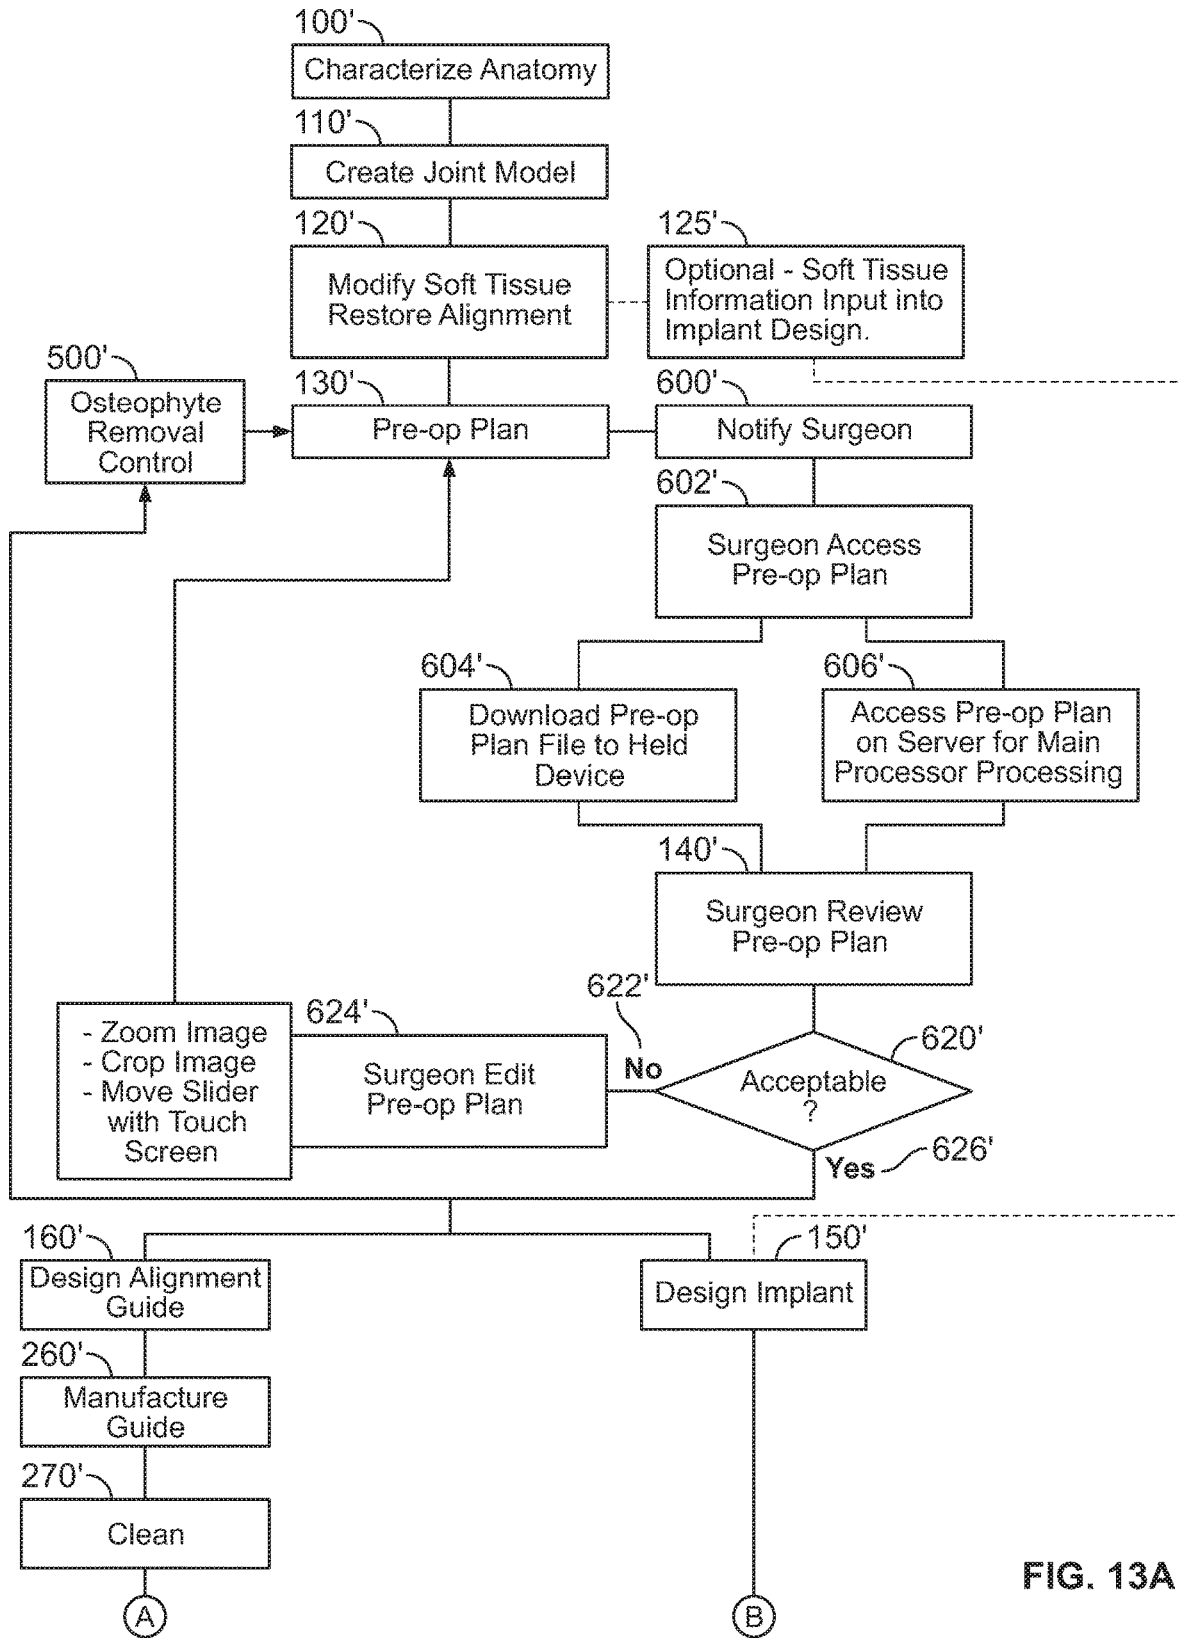 100'
Characterize Anatomy
110'
Create Joint Model
120'
Modify Soft Tissue
Restore Alignment
125'
Optional - Soft Tissue
Information Input into
Implant Design.
500'
Osteophyte
Removal
Control
130'
Pre-op Plan
600'
Notify Surgeon
602'
Surgeon Access
Pre-op Plan
604'
Download Pre-op
Plan File to Held
Device
606'
Access Pre-op Plan
on Server for Main
Processor Processing
140'
Surgeon Review
Pre-op Plan
622'
No
620'
Acceptable
?
626'
Yes
624'
Surgeon Edit
Pre-op Plan
- Zoom Image
- Crop Image
- Move Slider
with Touch
Screen
160'
Design Alignment
Guide
150'
Design Implant
260'
Manufacture
Guide
270'
Clean
A
B
FIG. 13A